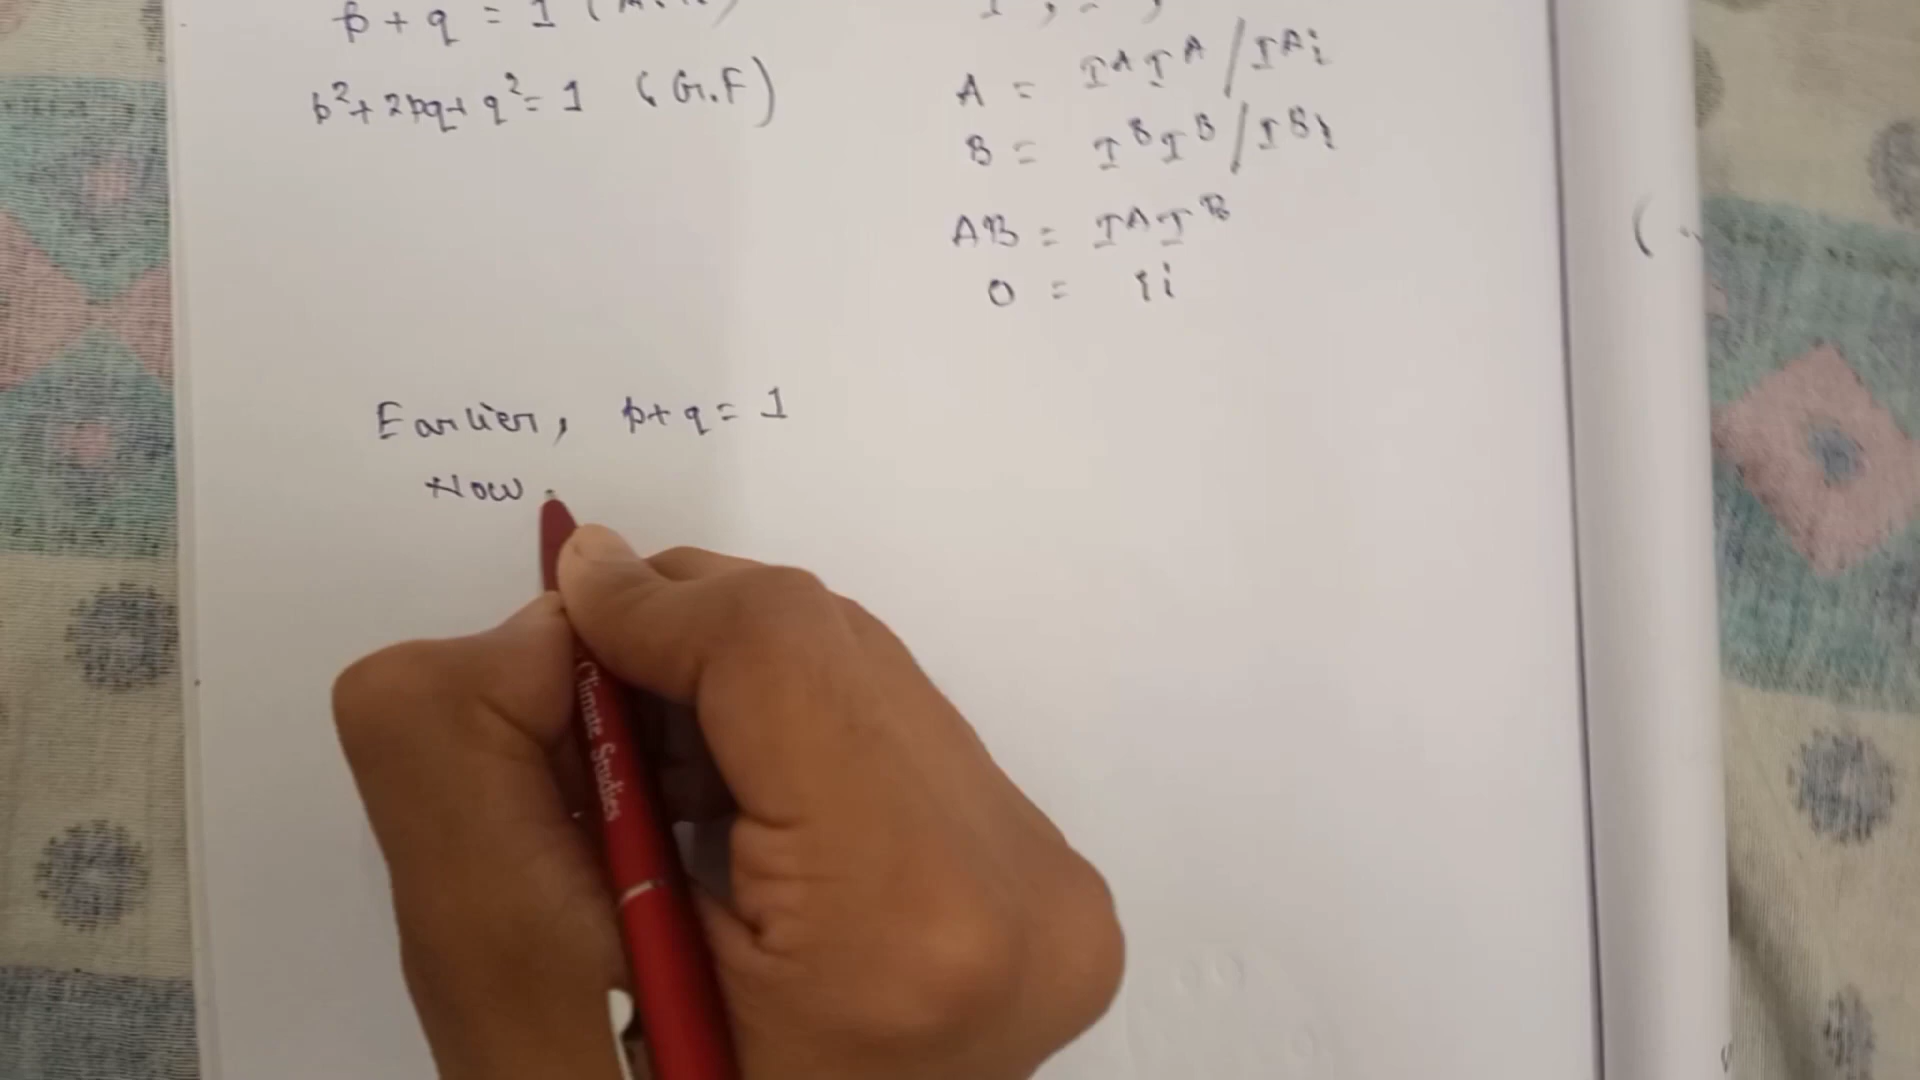 p + q = 1
p² + 2pq + q² = 1 (G.F)
A = IᴬIᴬ / Iᴬi
B = IᴮIᴮ / Iᴮi
AB = IᴬIᴮ
O = ii
Earlier, p + q = 1
Now
Climate Studies